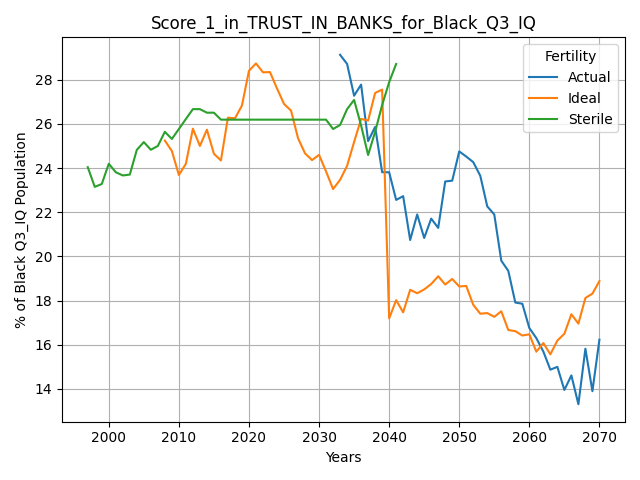 Score_1_in_TRUST_IN_BANKS_for_Black_Q3_IQ
Fertility
Actual
Ideal
Sterile
% of Black Q3_IQ Population
28
26
24
22
20
18
16
14
2000 2010 2020 2030 2040 2050 2060 2070
Years